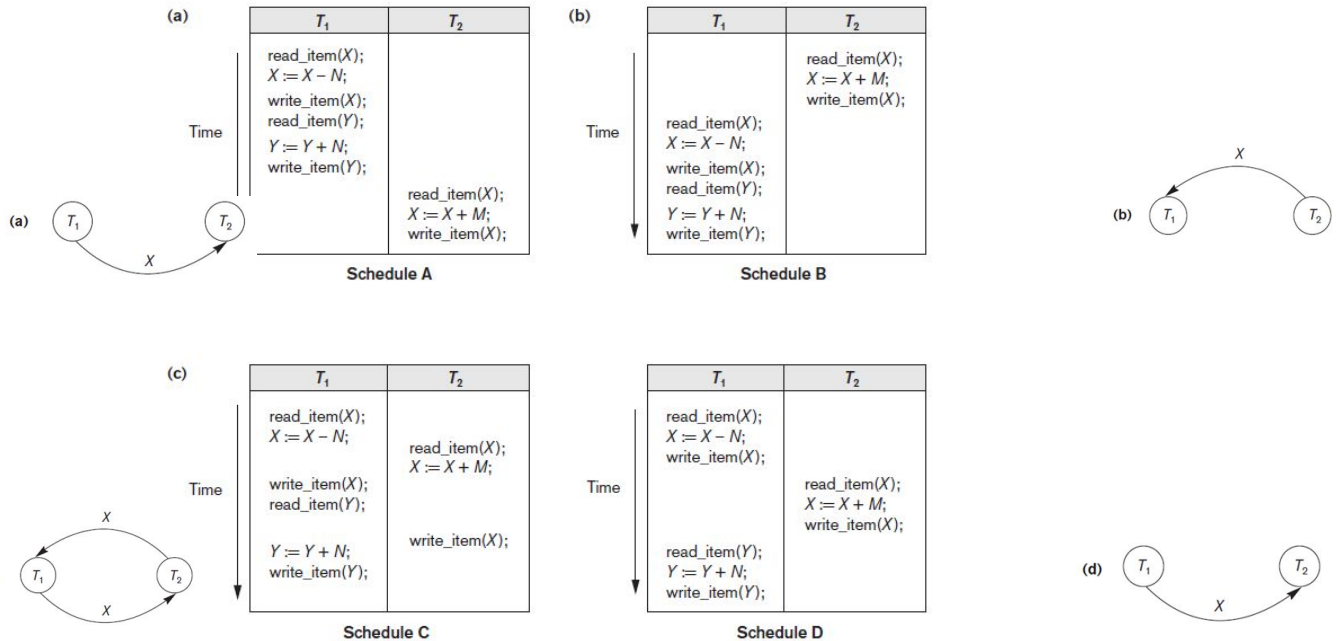 (a)
T₁ T₂
read_item(X);
X := X – N;
write_item(X);
read_item(Y);
Time
Y := Y + N;
write_item(Y);
read_item(X);
X := X + M;
write_item(X);
Schedule A
(a)
T₁
T₂
X
(b)
T₁ T₂
read_item(X);
X := X + M;
write_item(X);
Time
read_item(X);
X := X – N;
write_item(X);
read_item(Y);
Y := Y + N;
write_item(Y);
Schedule B
X
(b)
T₁
T₂
(c)
T₁ T₂
read_item(X);
X := X – N;
read_item(X);
X := X + M;
Time
write_item(X);
read_item(Y);
write_item(X);
Y := Y + N;
write_item(Y);
Schedule C
X
T₁
T₂
X
T₁ T₂
read_item(X);
X := X – N;
write_item(X);
Time
read_item(X);
X := X + M;
write_item(X);
read_item(Y);
Y := Y + N;
write_item(Y);
Schedule D
(d)
T₁
T₂
X